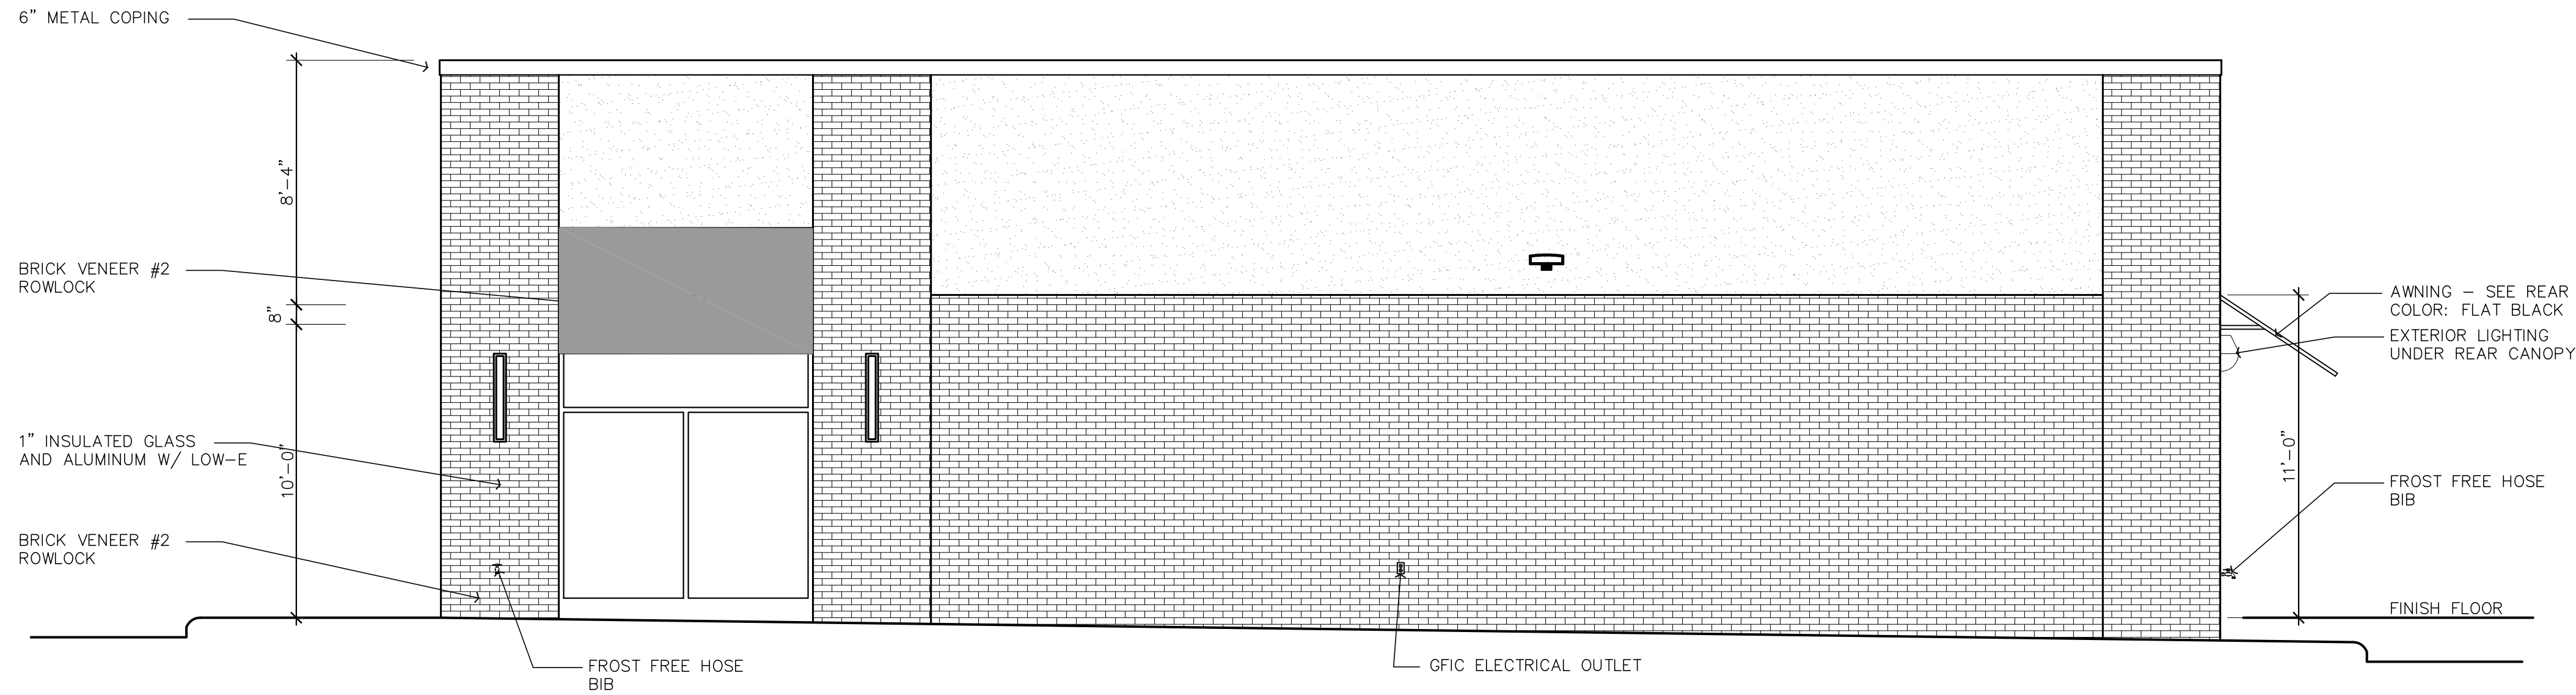 6” METAL COPING
8’-4”
BRICK VENEER #2
ROWLOCK
8”
1” INSULATED GLASS
AND ALUMINUM W/ LOW-E
10’-0”
BRICK VENEER #2
ROWLOCK
FROST FREE HOSE
BIB
GFIC ELECTRICAL OUTLET
AWNING – SEE REAR
COLOR: FLAT BLACK
EXTERIOR LIGHTING
UNDER REAR CANOPY
11’-0”
FROST FREE HOSE
BIB
FINISH FLOOR